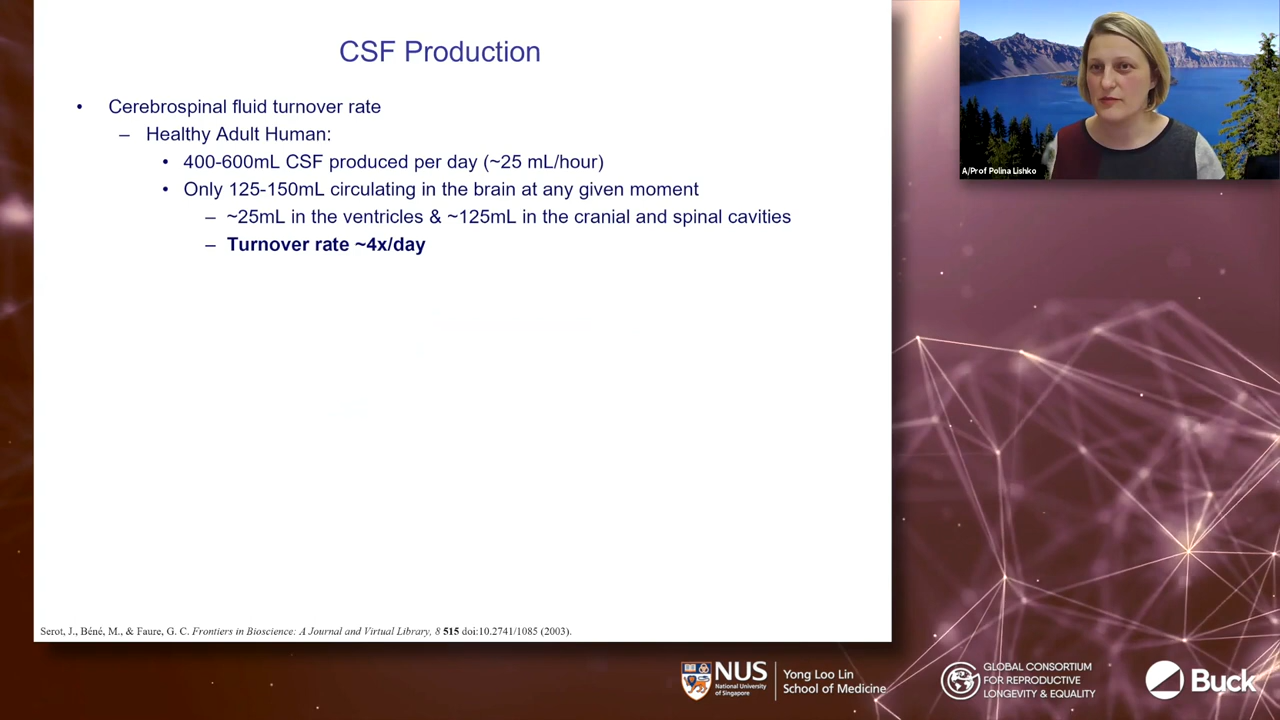 CSF Production
• Cerebrospinal fluid turnover rate
– Healthy Adult Human:
• 400-600mL CSF produced per day (~25 mL/hour)
• Only 125-150mL circulating in the brain at any given moment
– ~25mL in the ventricles & ~125mL in the cranial and spinal cavities
– Turnover rate ~4x/day
Serot, J., Béné, M., & Faure, G. C. Frontiers in Bioscience: A Journal and Virtual Library, 8 515 doi:10.2741/1085 (2003).
A/Prof Polina Lishko
NUS
National University
of Singapore
Yong Loo Lin
School of Medicine
GLOBAL CONSORTIUM
FOR REPRODUCTIVE
LONGEVITY & EQUALITY
Buck